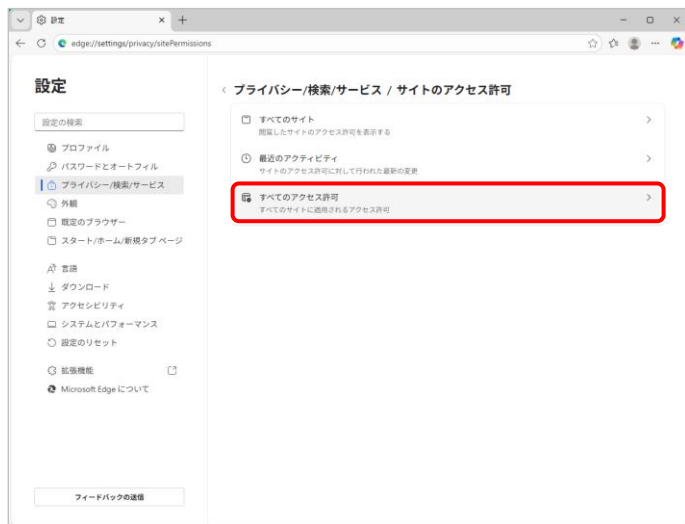 設定
edge://settings/privacy/sitePermissions
設定
設定の検索
プロファイル
パスワードとオートフィル
プライバシー/検索/サービス
外観
既定のブラウザー
スタート/ホーム/新規タブ ページ
言語
ダウンロード
アクセシビリティ
システムとパフォーマンス
設定のリセット
拡張機能
Microsoft Edge について
フィードバックの送信
プライバシー/検索/サービス / サイトのアクセス許可
すべてのサイト
閲覧したサイトのアクセス許可を表示する
最近のアクティビティ
サイトのアクセス許可に対して行われた最新の変更
すべてのアクセス許可
すべてのサイトに適用されるアクセス許可